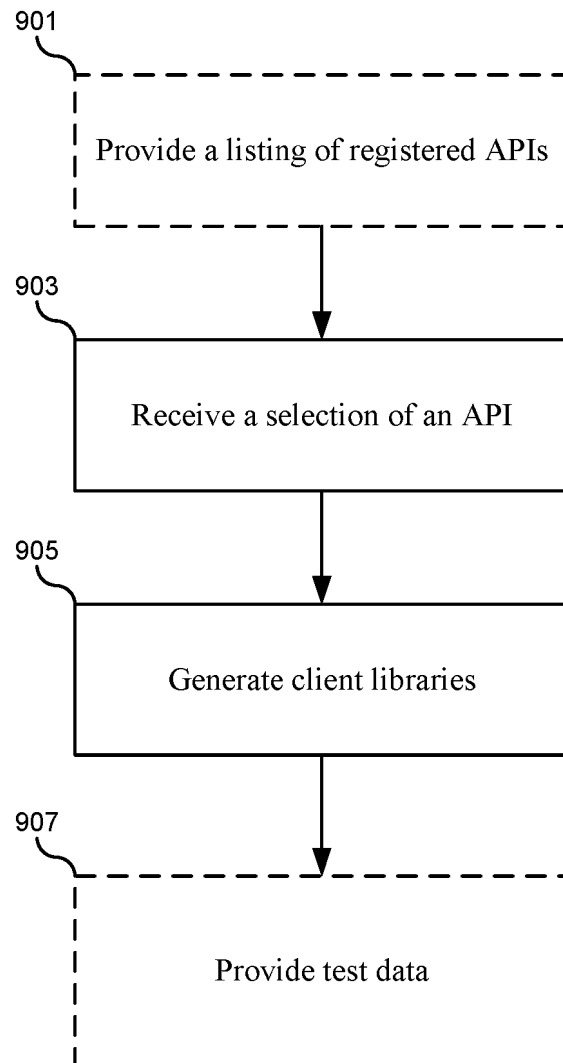 901
Provide a listing of registered APIs
903
Receive a selection of an API
905
Generate client libraries
907
Provide test data